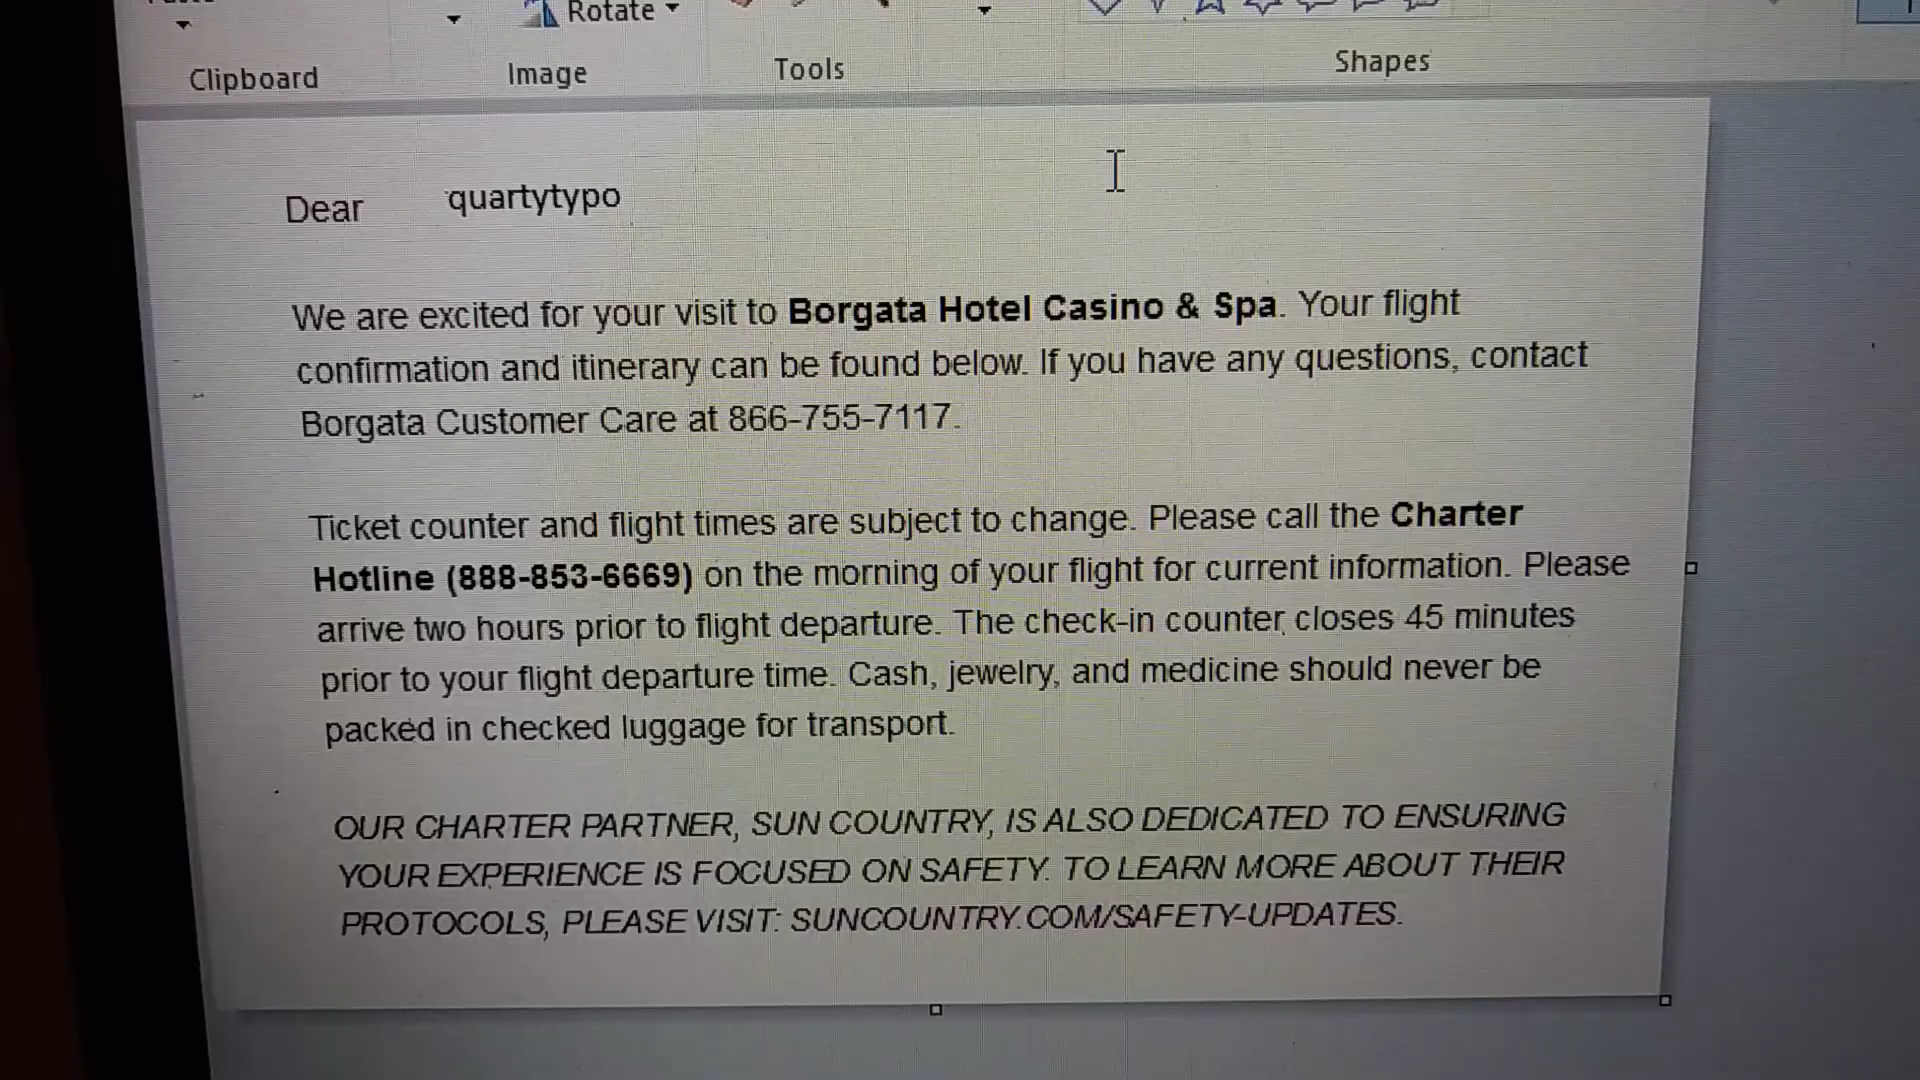 Rotate
Clipboard
Image
Tools
Shapes
Dear quartytypo
We are excited for your visit to Borgata Hotel Casino & Spa. Your flight
confirmation and itinerary can be found below. If you have any questions, contact
Borgata Customer Care at 866-755-7117.
Ticket counter and flight times are subject to change. Please call the Charter
Hotline (888-853-6669) on the morning of your flight for current information. Please
arrive two hours prior to flight departure. The check-in counter closes 45 minutes
prior to your flight departure time. Cash, jewelry, and medicine should never be
packed in checked luggage for transport.
OUR CHARTER PARTNER, SUN COUNTRY, IS ALSO DEDICATED TO ENSURING
YOUR EXPERIENCE IS FOCUSED ON SAFETY. TO LEARN MORE ABOUT THEIR
PROTOCOLS, PLEASE VISIT: SUNCOUNTRY.COM/SAFETY-UPDATES.